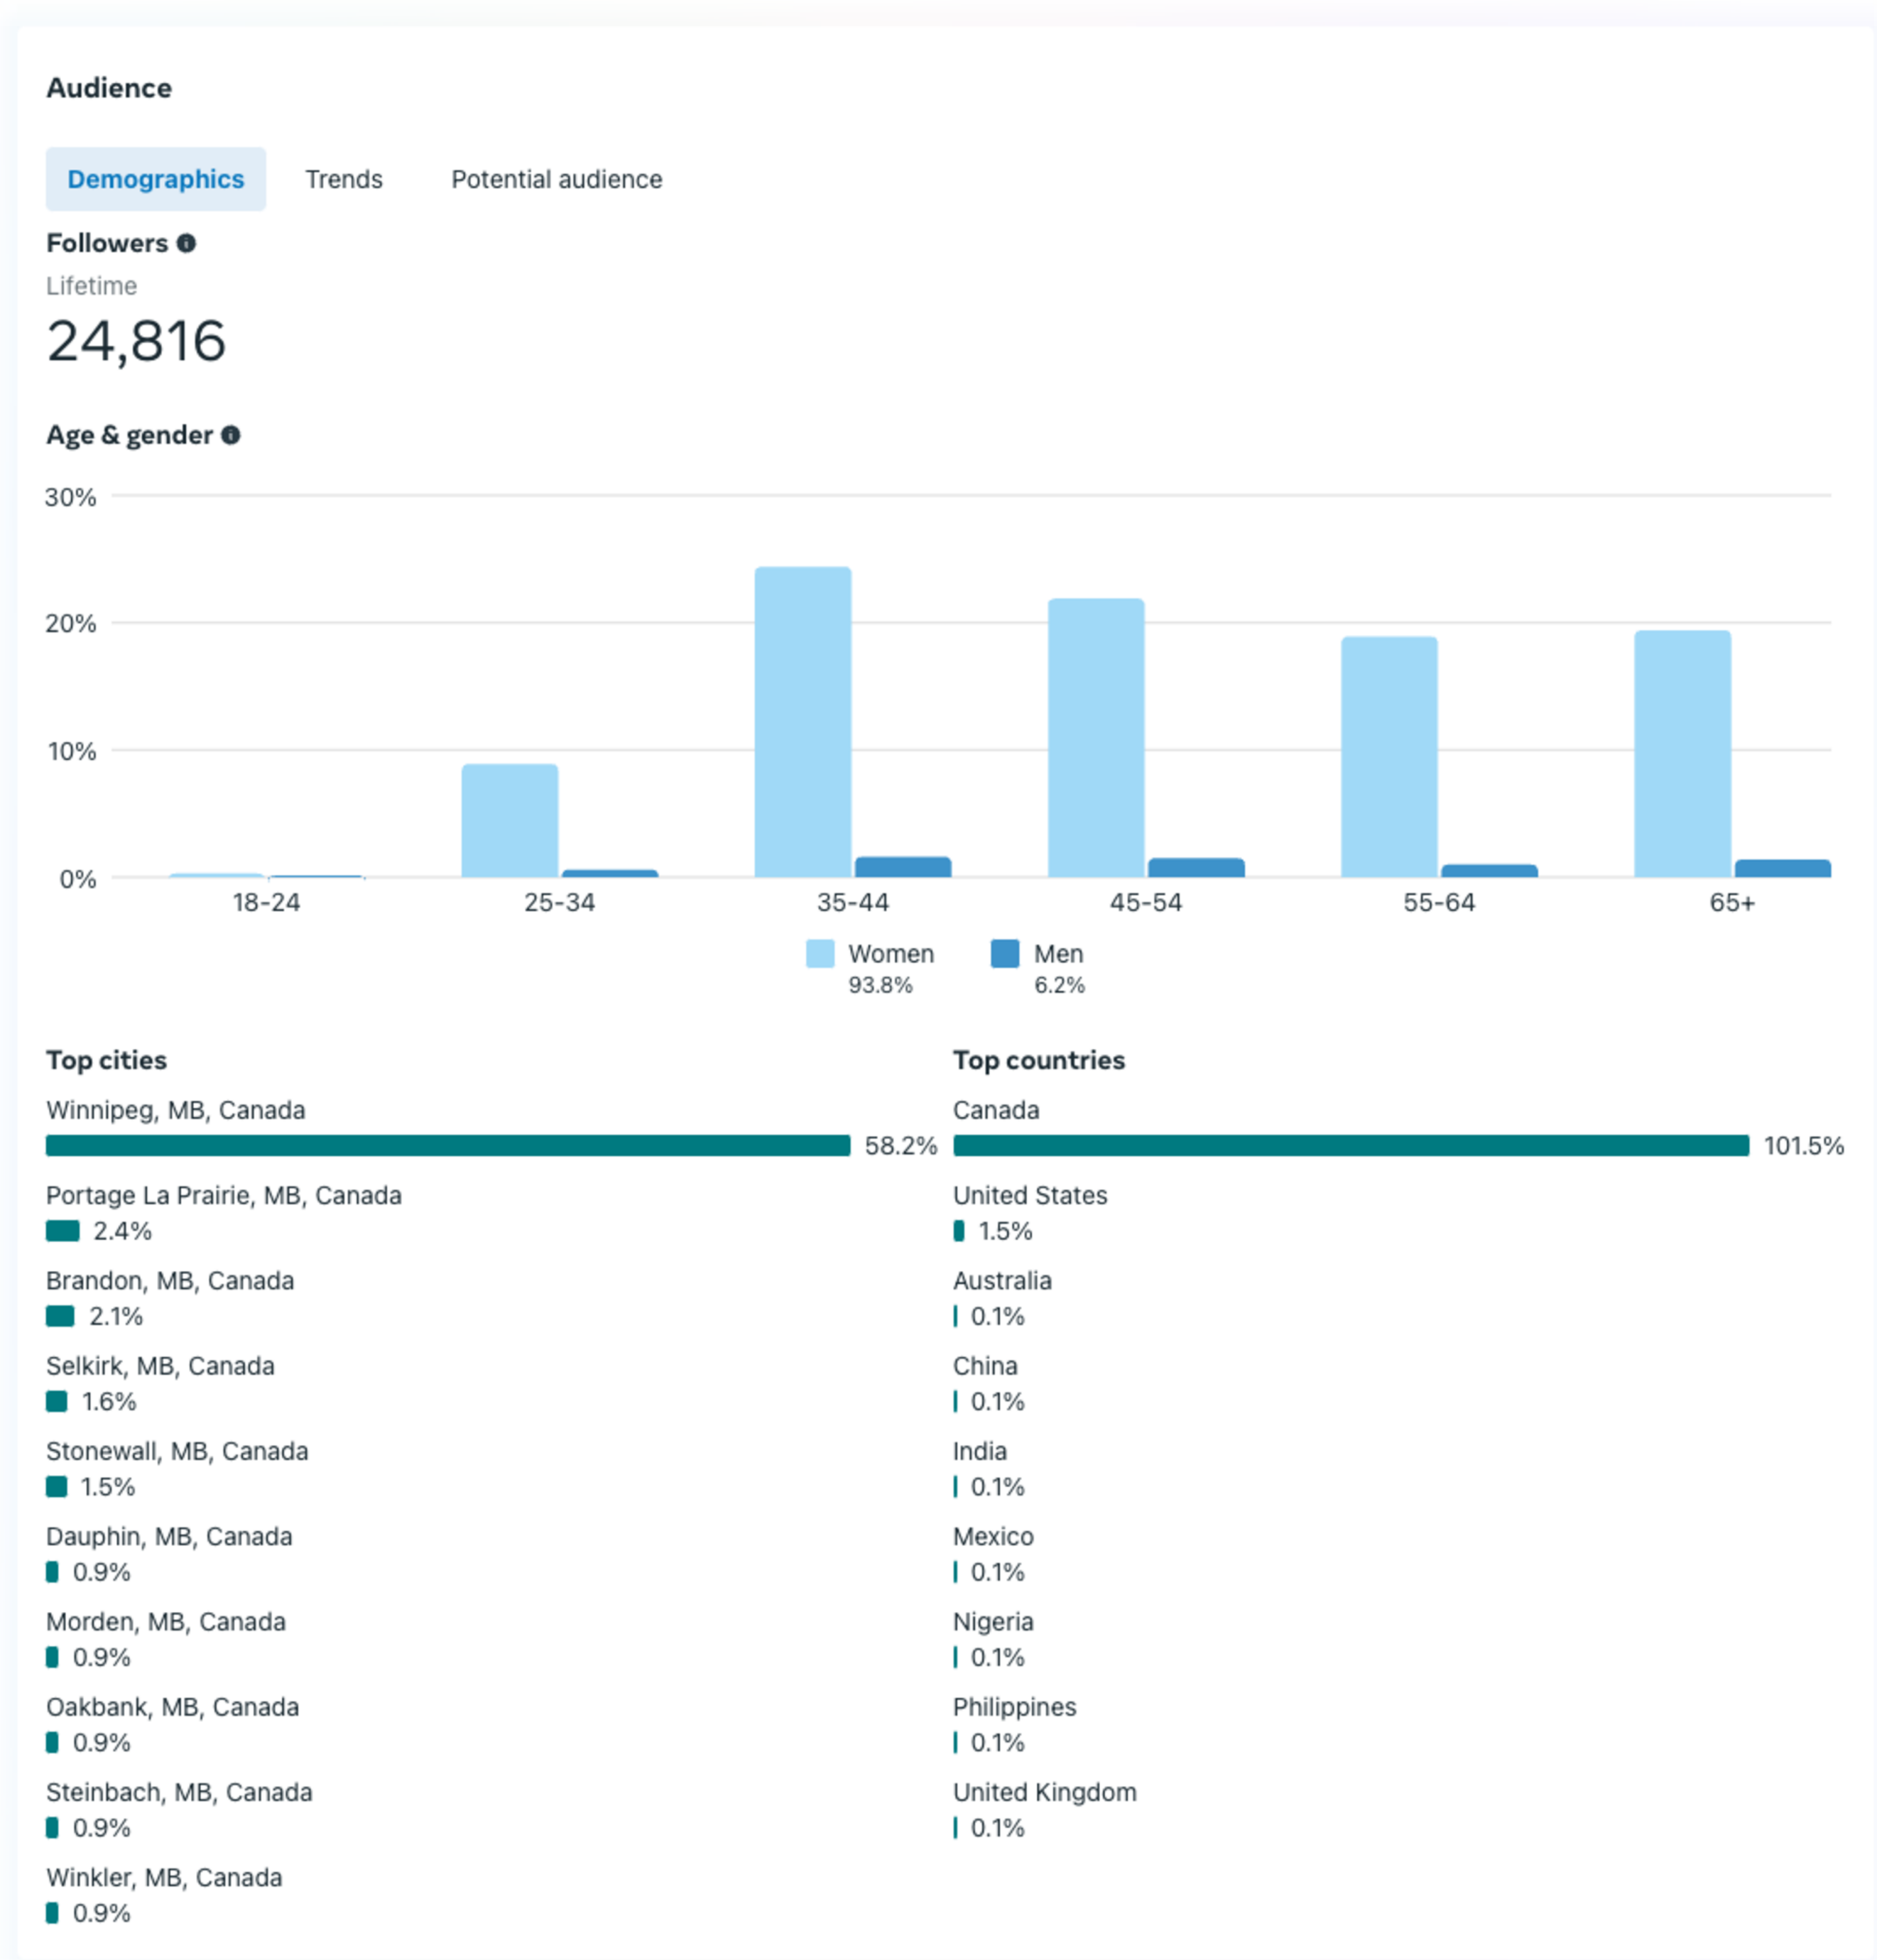 Audience
Demographics Trends Potential audience
Followers
Lifetime
24,816
Age & gender
30%
20%
10%
0%
18-24 25-34 35-44 45-54 55-64 65+
Women Men
93.8% 6.2%
Top cities
Winnipeg, MB, Canada
58.2%
Portage La Prairie, MB, Canada
2.4%
Brandon, MB, Canada
2.1%
Selkirk, MB, Canada
1.6%
Stonewall, MB, Canada
1.5%
Dauphin, MB, Canada
0.9%
Morden, MB, Canada
0.9%
Oakbank, MB, Canada
0.9%
Steinbach, MB, Canada
0.9%
Winkler, MB, Canada
0.9%
Top countries
Canada
101.5%
United States
1.5%
Australia
0.1%
China
0.1%
India
0.1%
Mexico
0.1%
Nigeria
0.1%
Philippines
0.1%
United Kingdom
0.1%